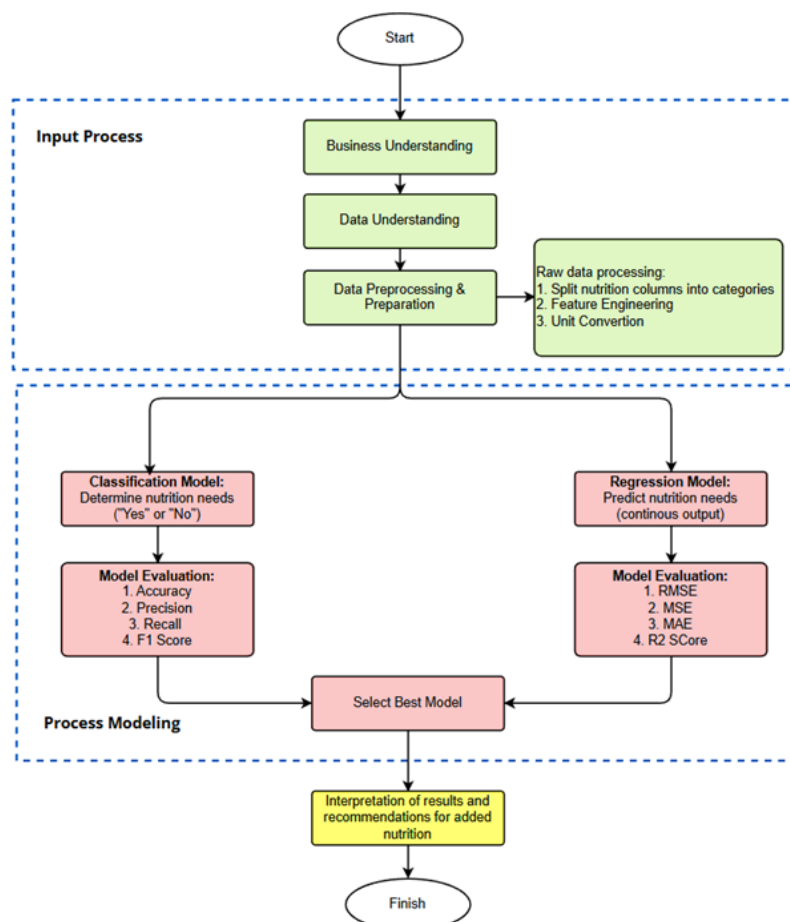 Start
Input Process
Business Understanding
Data Understanding
Data Preprocessing &
Preparation
Raw data processing:
1. Split nutrition columns into categories
2. Feature Engineering
3. Unit Convertion
Classification Model:
Determine nutrition needs
("Yes" or "No")
Regression Model:
Predict nutrition needs
(continous output)
Model Evaluation:
1. Accuracy
2. Precision
3. Recall
4. F1 Score
Model Evaluation:
1. RMSE
2. MSE
3. MAE
4. R2 SCore
Select Best Model
Process Modeling
Interpretation of results and
recommendations for added
nutrition
Finish